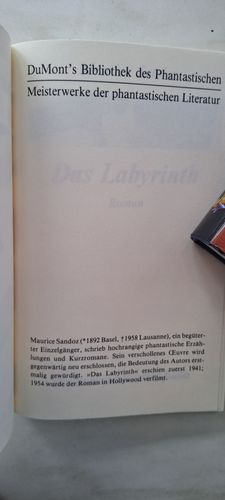 DuMont's Bibliothek des Phantastischen
Meisterwerke der phantastischen Literatur
Das Labyrinth
Roman
Maurice Sandoz (*1892 Basel, †1958 Lausanne), ein begüter-
ter Einzelgänger, schrieb hochrangige phantastische Erzäh-
lungen und Kurzromane. Sein verschollenes Œuvre wird
gegenwärtig neu erschlossen, die Bedeutung des Autors erst-
malig gewürdigt. »Das Labyrinth« erschien zuerst 1941;
1954 wurde der Roman in Hollywood verfilmt.